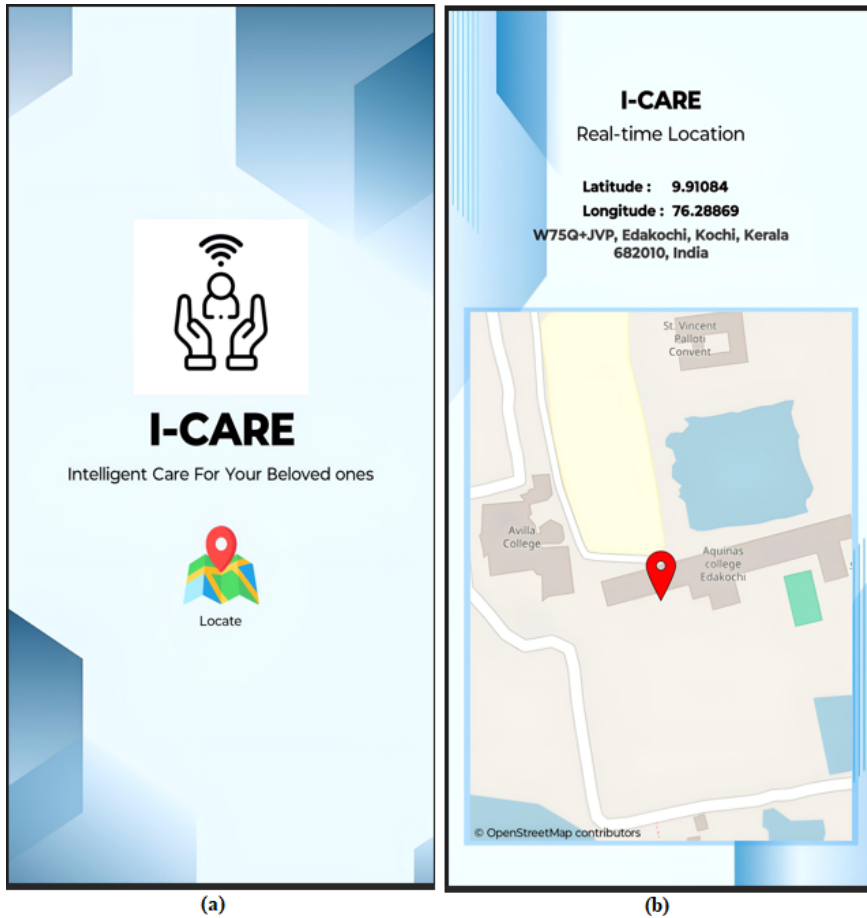 I-CARE
Intelligent Care For Your Beloved ones
Locate
(a)
I-CARE
Real-time Location
Latitude : 9.91084
Longitude : 76.28869
W75Q+JVP, Edakochi, Kochi, Kerala
682010, India
St. Vincent
Palloti
Convent
Avilla
College
Aquinas
college
Edakochi
© OpenStreetMap contributors
(b)